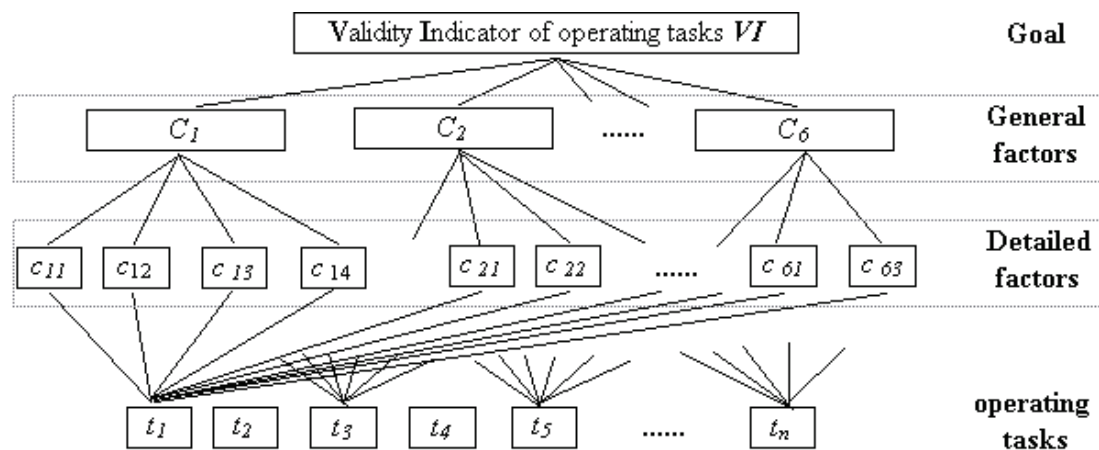 Validity Indicator of operating tasks VI
Goal
C1
C2
......
C6
General
factors
c11
c12
c13
c14
c21
c22
......
c61
c63
Detailed
factors
t1
t2
t3
t4
t5
......
tn
operating
tasks